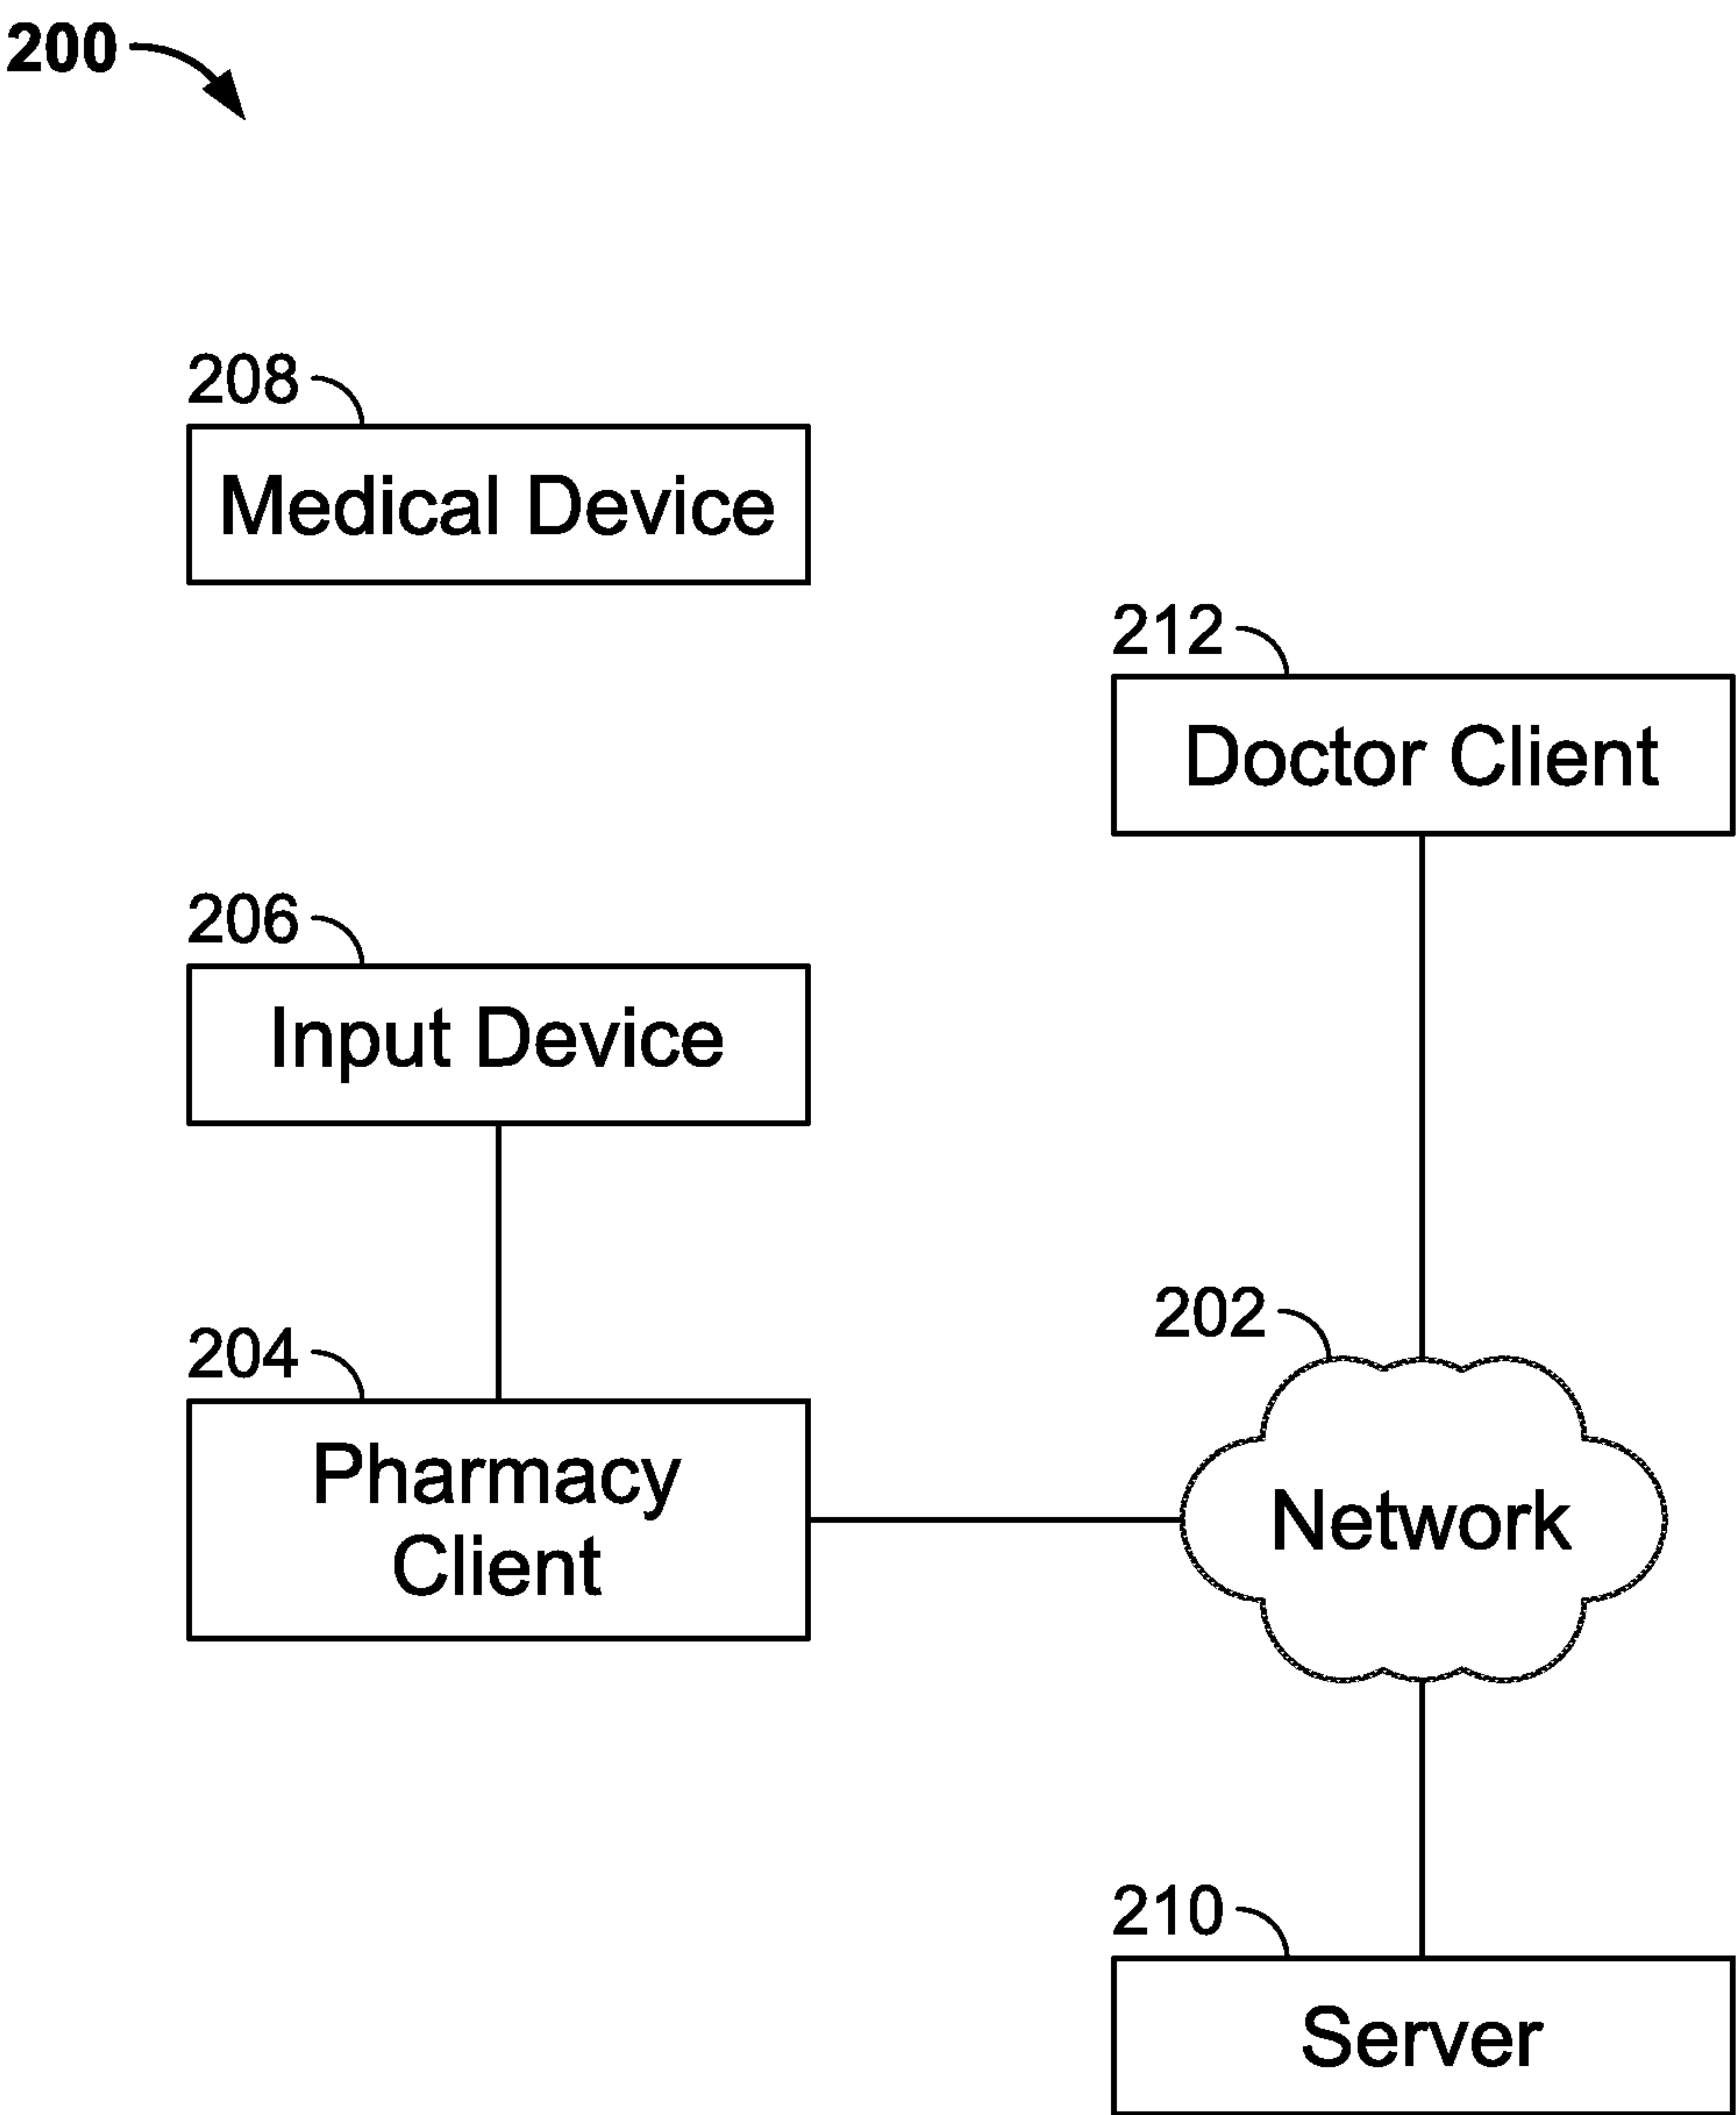 200
208
Medical Device
212
Doctor Client
206
Input Device
204
Pharmacy
Client
202
Network
210
Server